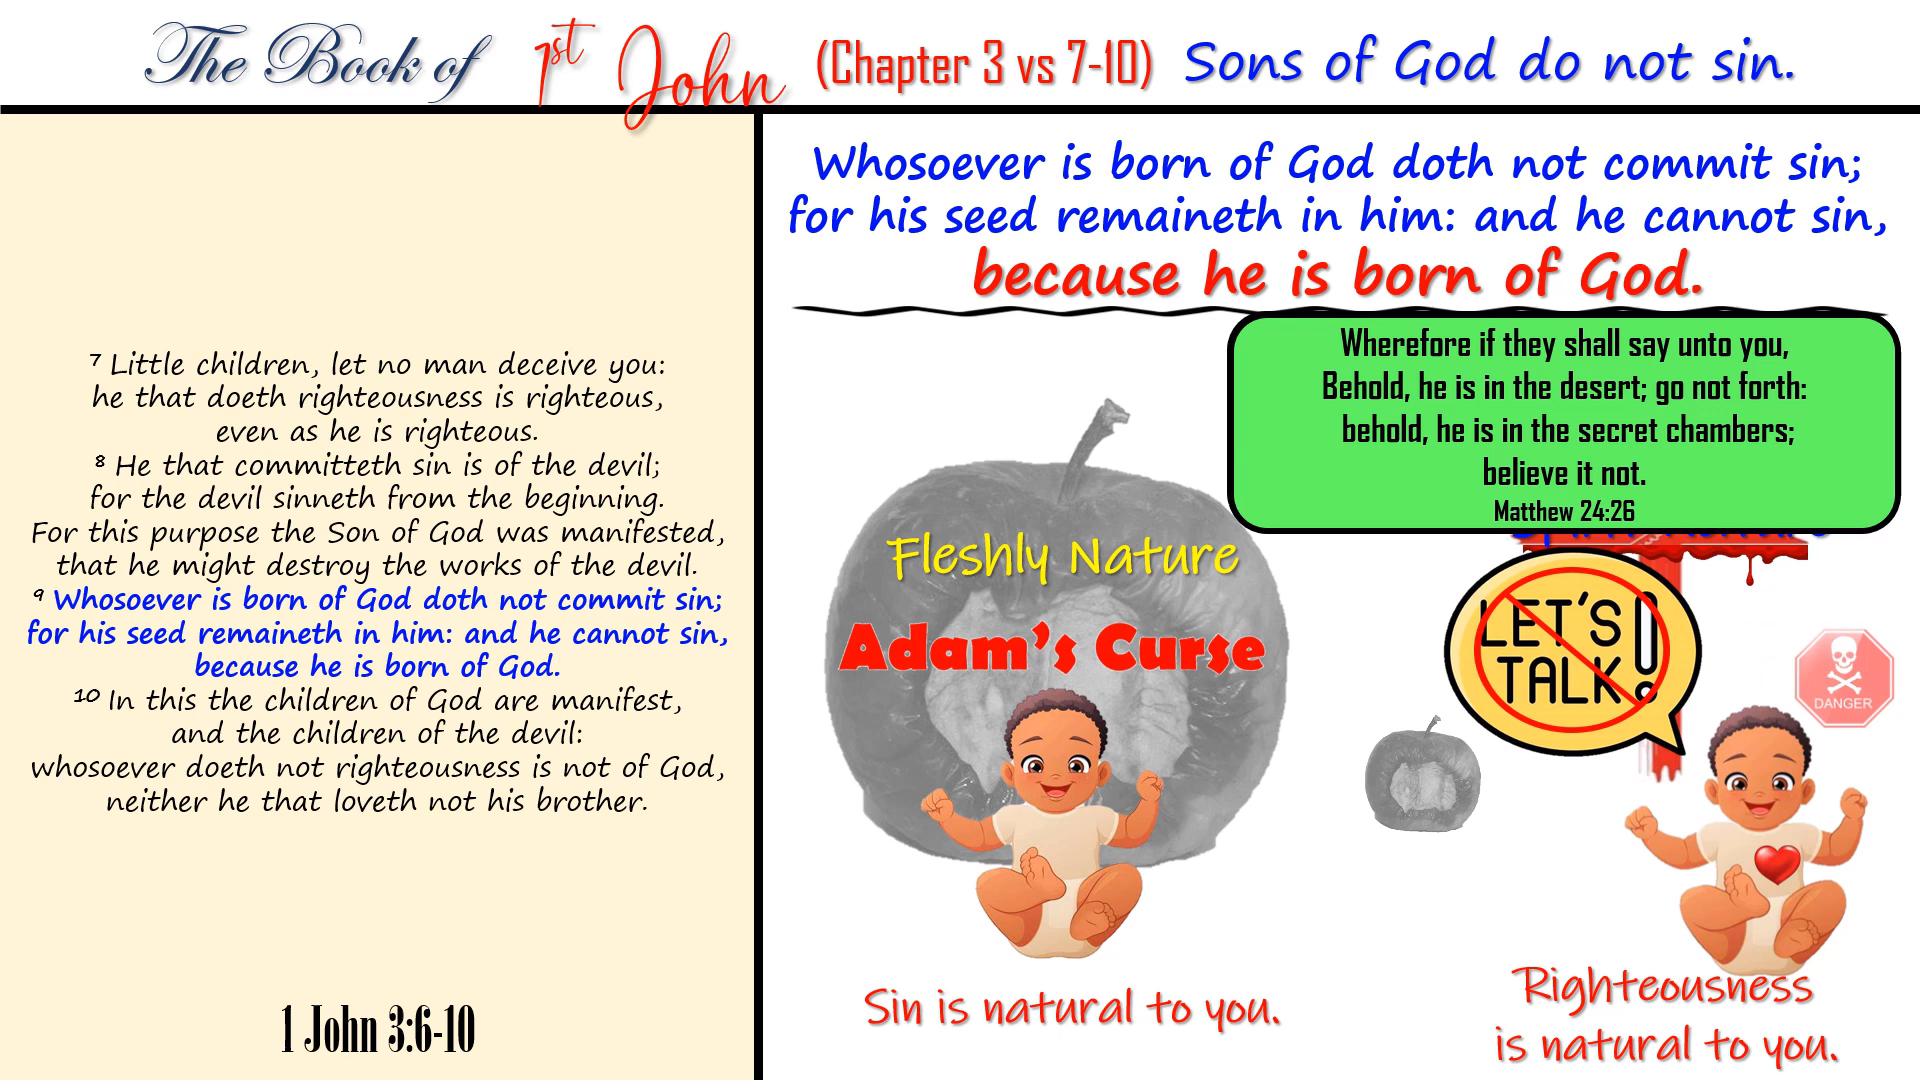 The Book of 1st John (Chapter 3 vs 7-10) Sons of God do not sin.
7 Little children, let no man deceive you:
he that doeth righteousness is righteous,
even as he is righteous.
8 He that committeth sin is of the devil;
for the devil sinneth from the beginning.
For this purpose the Son of God was manifested,
that he might destroy the works of the devil.
9 Whosoever is born of God doth not commit sin;
for his seed remaineth in him: and he cannot sin,
because he is born of God.
10 In this the children of God are manifest,
and the children of the devil:
whosoever doeth not righteousness is not of God,
neither he that loveth not his brother.
1 John 3:6-10
Whosoever is born of God doth not commit sin;
for his seed remaineth in him: and he cannot sin,
because he is born of God.
Wherefore if they shall say unto you,
Behold, he is in the desert; go not forth:
behold, he is in the secret chambers;
believe it not.
Matthew 24:26
Fleshly Nature
Adam's Curse
Sin is natural to you.
LET'S
TALK!
DANGER
Righteousness
is natural to you.